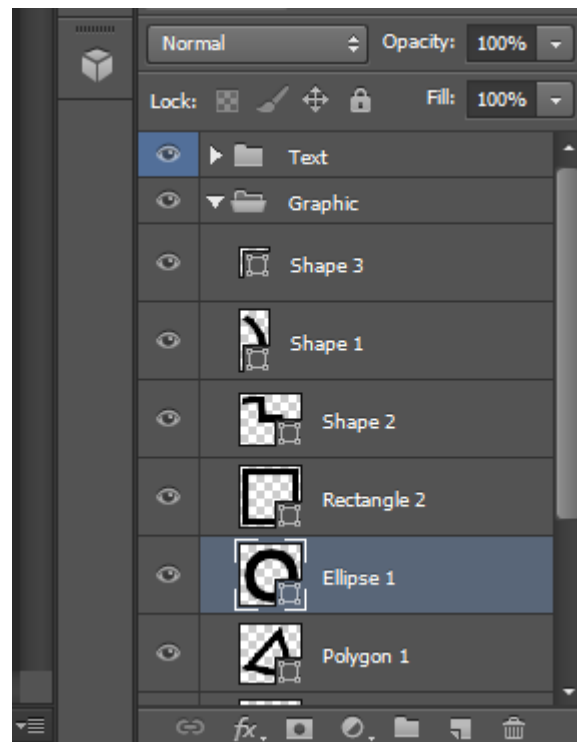 Normal Opacity: 100%
Lock: Fill: 100%
Text
Graphic
Shape 3
Shape 1
Shape 2
Rectangle 2
Ellipse 1
Polygon 1
fx.